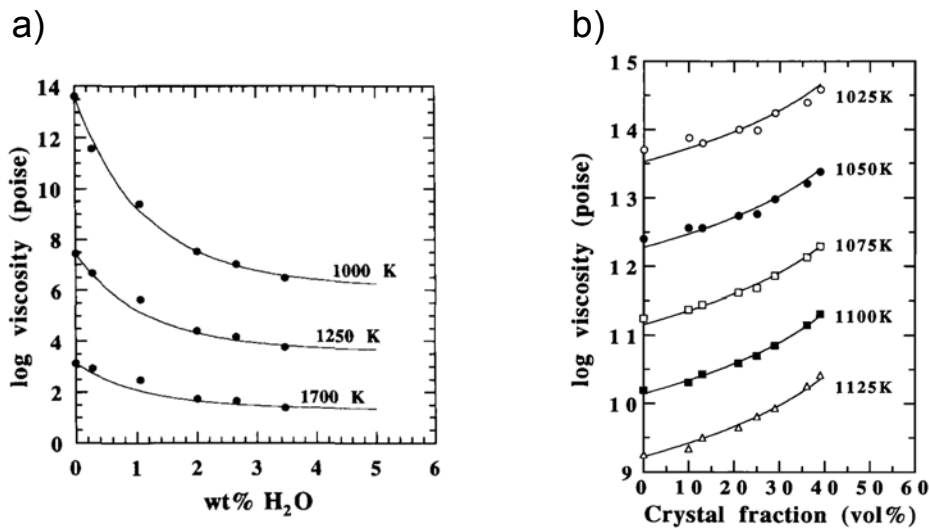 a)
log viscosity (poise)
14
12
10
8
6
4
2
0
1000 K
1250 K
1700 K
0 1 2 3 4 5 6
wt% H₂O
b)
log viscosity (poise)
15
14
13
12
11
10
9
1025K
1050K
1075K
1100K
1125K
0 10 20 30 40 50 60
Crystal fraction (vol%)